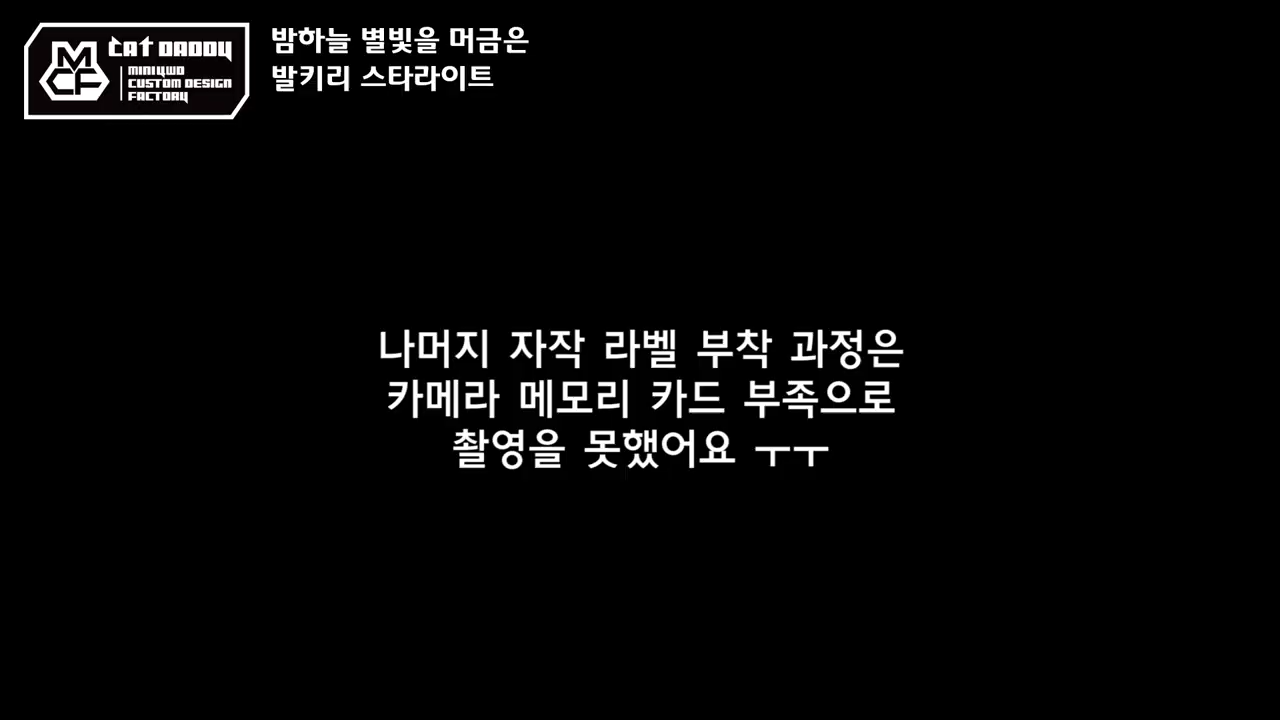 MCF
CAT DADDY
MINI4WD
CUSTOM DESIGN
FACTORY
밤하늘 별빛을 머금은
발키리 스타라이트
나머지 자작 라벨 부착 과정은
카메라 메모리 카드 부족으로
촬영을 못했어요 ㅜㅜ